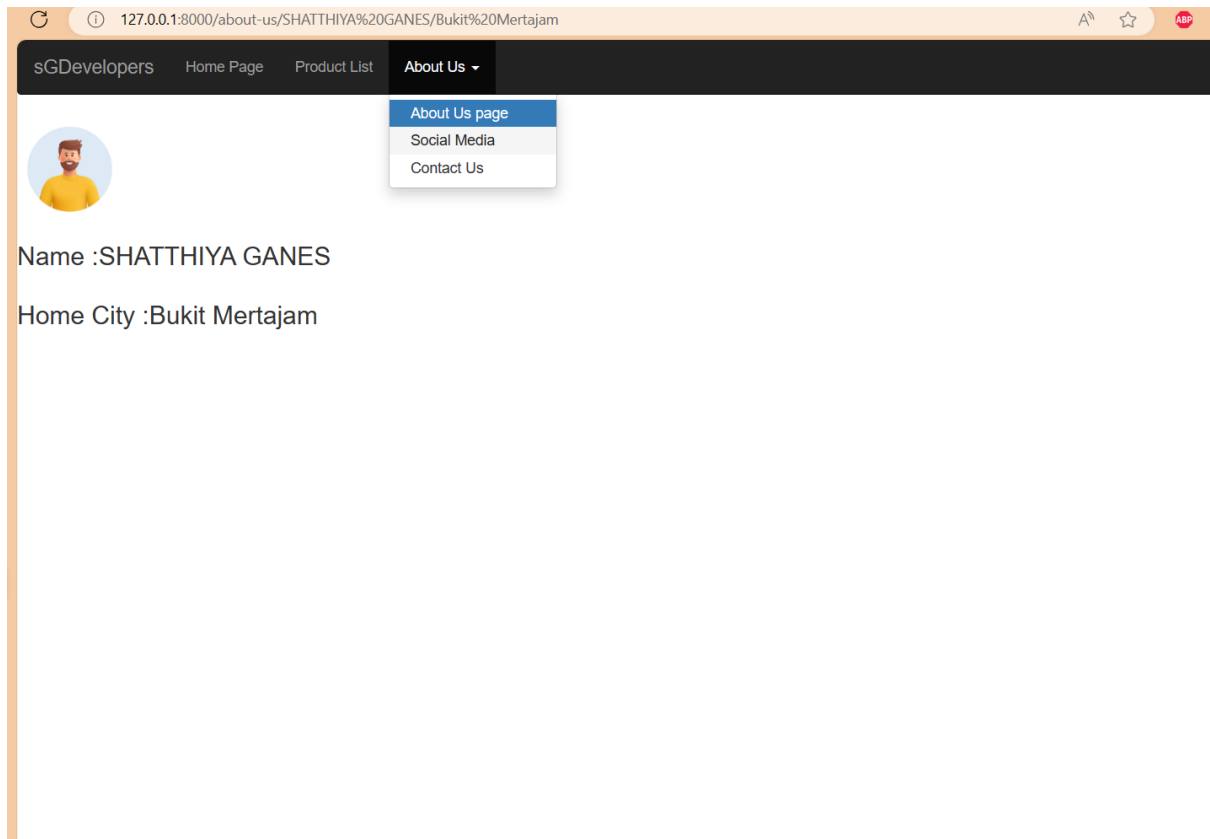 127.0.0.1:8000/about-us/SHATTHIYA%20GANES/Bukit%20Mertajam
ABP
sGDevelopers Home Page Product List About Us
About Us page
Social Media
Contact Us
Name :SHATTHIYA GANES
Home City :Bukit Mertajam